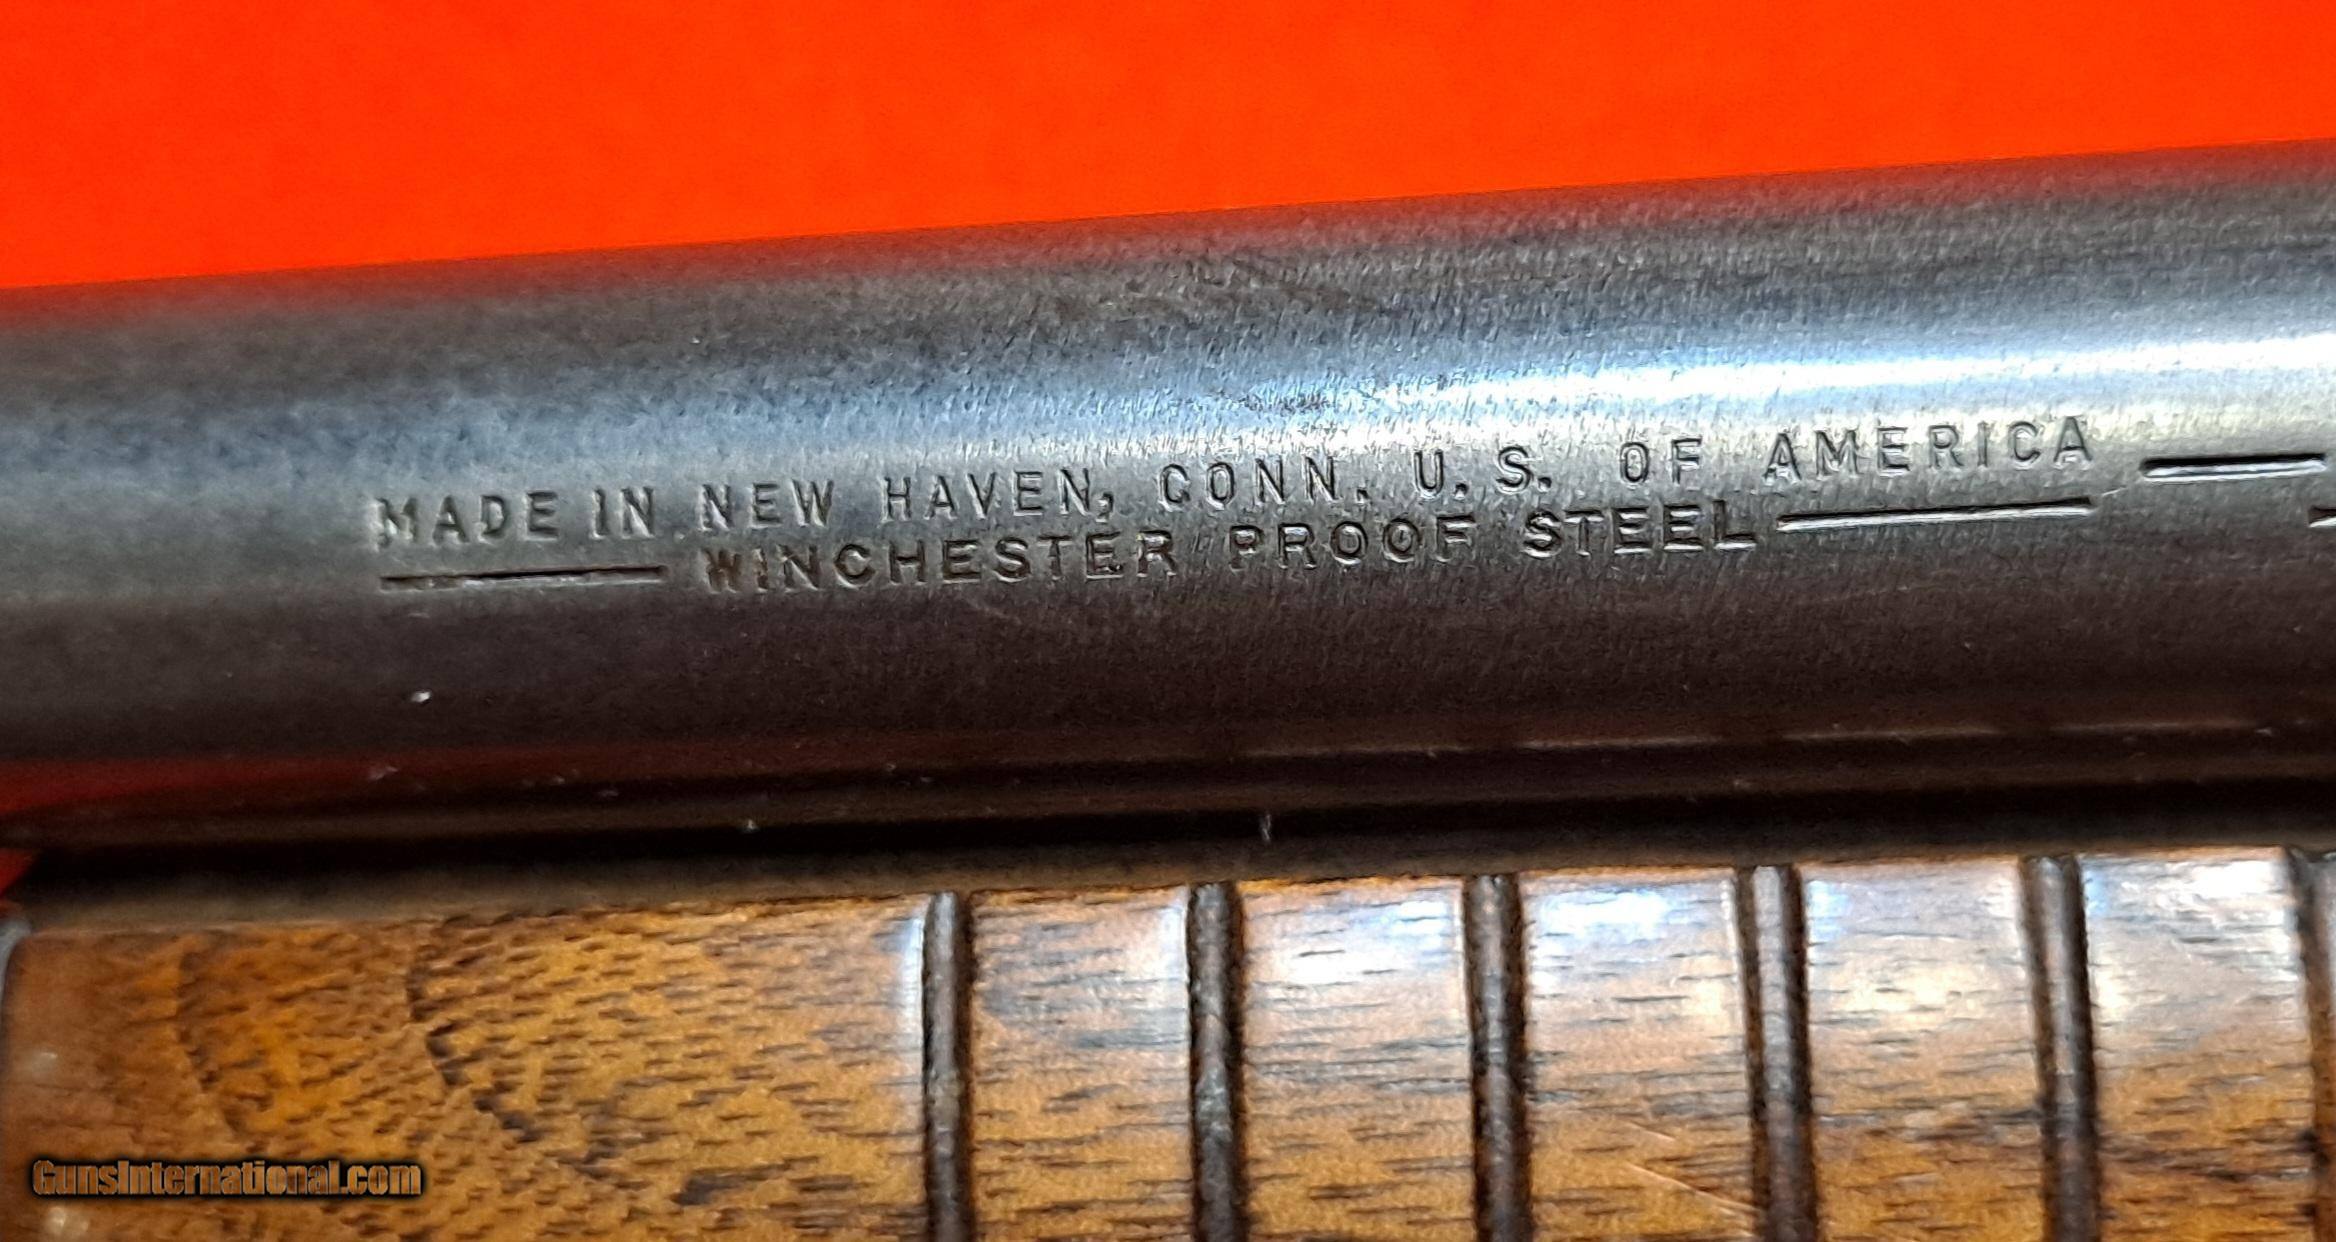 MADE IN NEW HAVEN, CONN. U.S. OF AMERICA
WINCHESTER PROOF STEEL
GunsInternational.com